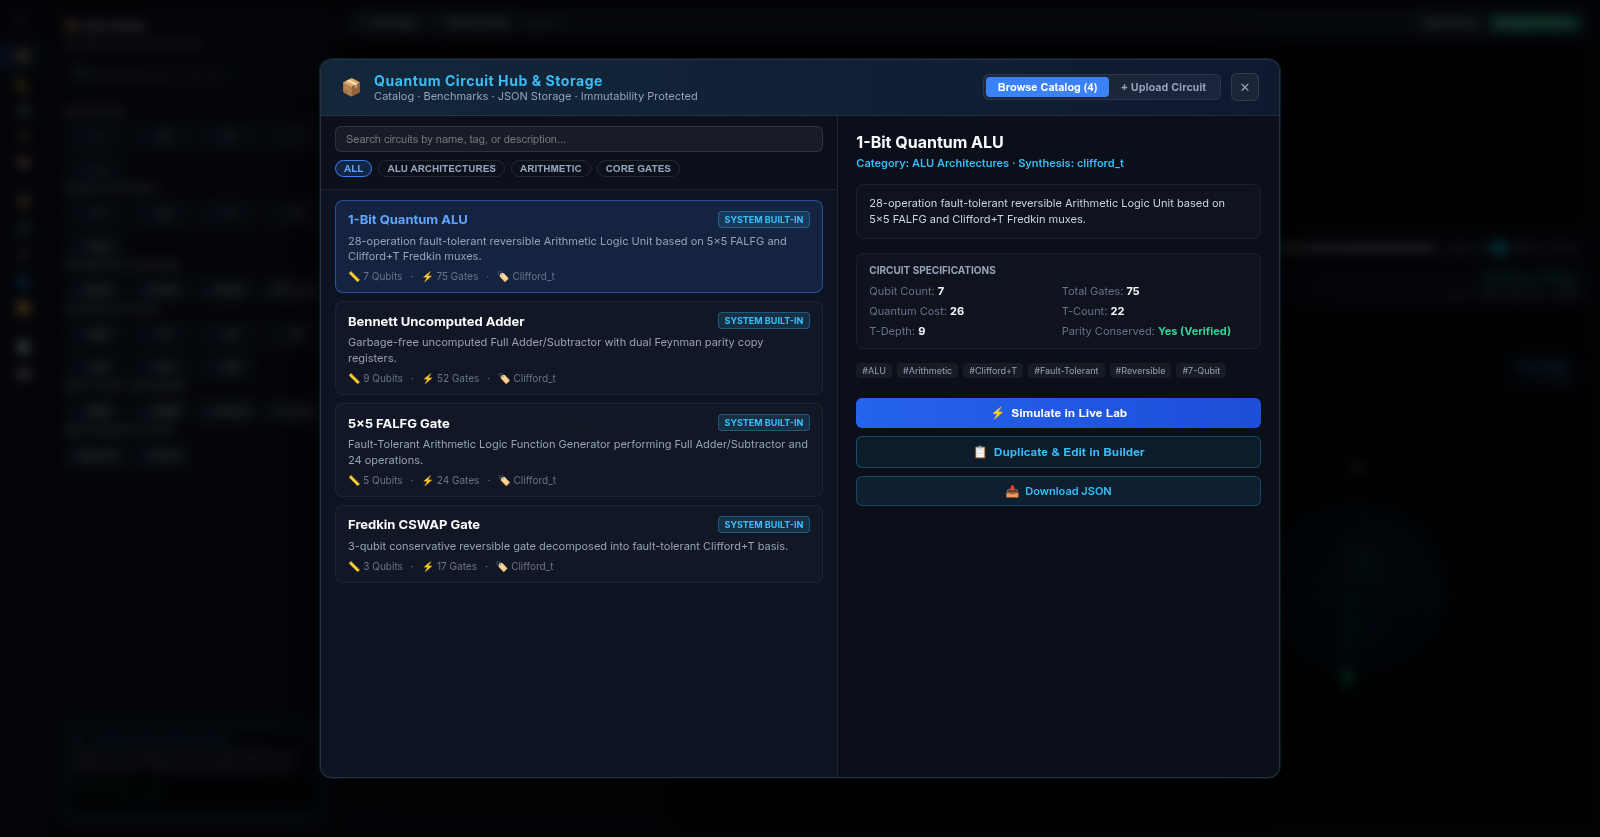 Quantum Circuit Hub & Storage
Catalog · Benchmarks · JSON Storage · Immutability Protected
Browse Catalog (4)
+ Upload Circuit
✕
Search circuits by name, tag, or description...
ALL
ALU ARCHITECTURES
ARITHMETIC
CORE GATES
1-Bit Quantum ALU
SYSTEM BUILT-IN
28-operation fault-tolerant reversible Arithmetic Logic Unit based on 5×5 FALFG and
Clifford+T Fredkin muxes.
7 Qubits · 75 Gates · Clifford_t
Bennett Uncomputed Adder
SYSTEM BUILT-IN
Garbage-free uncomputed Full Adder/Subtractor with dual Feynman parity copy
registers.
9 Qubits · 52 Gates · Clifford_t
5×5 FALFG Gate
SYSTEM BUILT-IN
Fault-Tolerant Arithmetic Logic Function Generator performing Full Adder/Subtractor and
24 operations.
5 Qubits · 24 Gates · Clifford_t
Fredkin CSWAP Gate
SYSTEM BUILT-IN
3-qubit conservative reversible gate decomposed into fault-tolerant Clifford+T basis.
3 Qubits · 17 Gates · Clifford_t
1-Bit Quantum ALU
Category: ALU Architectures · Synthesis: clifford_t
28-operation fault-tolerant reversible Arithmetic Logic Unit based on
5×5 FALFG and Clifford+T Fredkin muxes.
CIRCUIT SPECIFICATIONS
Qubit Count: 7
Total Gates: 75
Quantum Cost: 26
T-Count: 22
T-Depth: 9
Parity Conserved: Yes (Verified)
#ALU
#Arithmetic
#Clifford+T
#Fault-Tolerant
#Reversible
#7-Qubit
Simulate in Live Lab
Duplicate & Edit in Builder
Download JSON